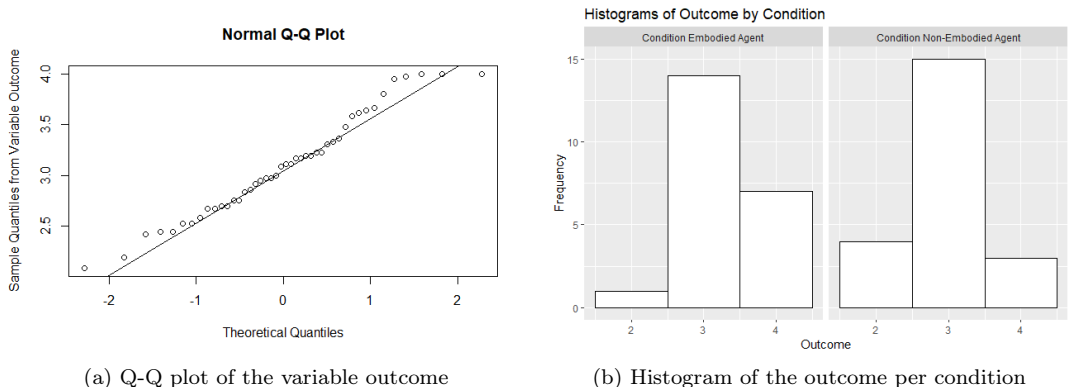 Normal Q-Q Plot
Sample Quantiles from Variable Outcome
4.0
3.5
3.0
2.5
-2 -1 0 1 2
Theoretical Quantiles
(a) Q-Q plot of the variable outcome
Histograms of Outcome by Condition
Condition Embodied Agent Condition Non-Embodied Agent
Frequency
15
10
5
0
2 3 4 2 3 4
Outcome
(b) Histogram of the outcome per condition